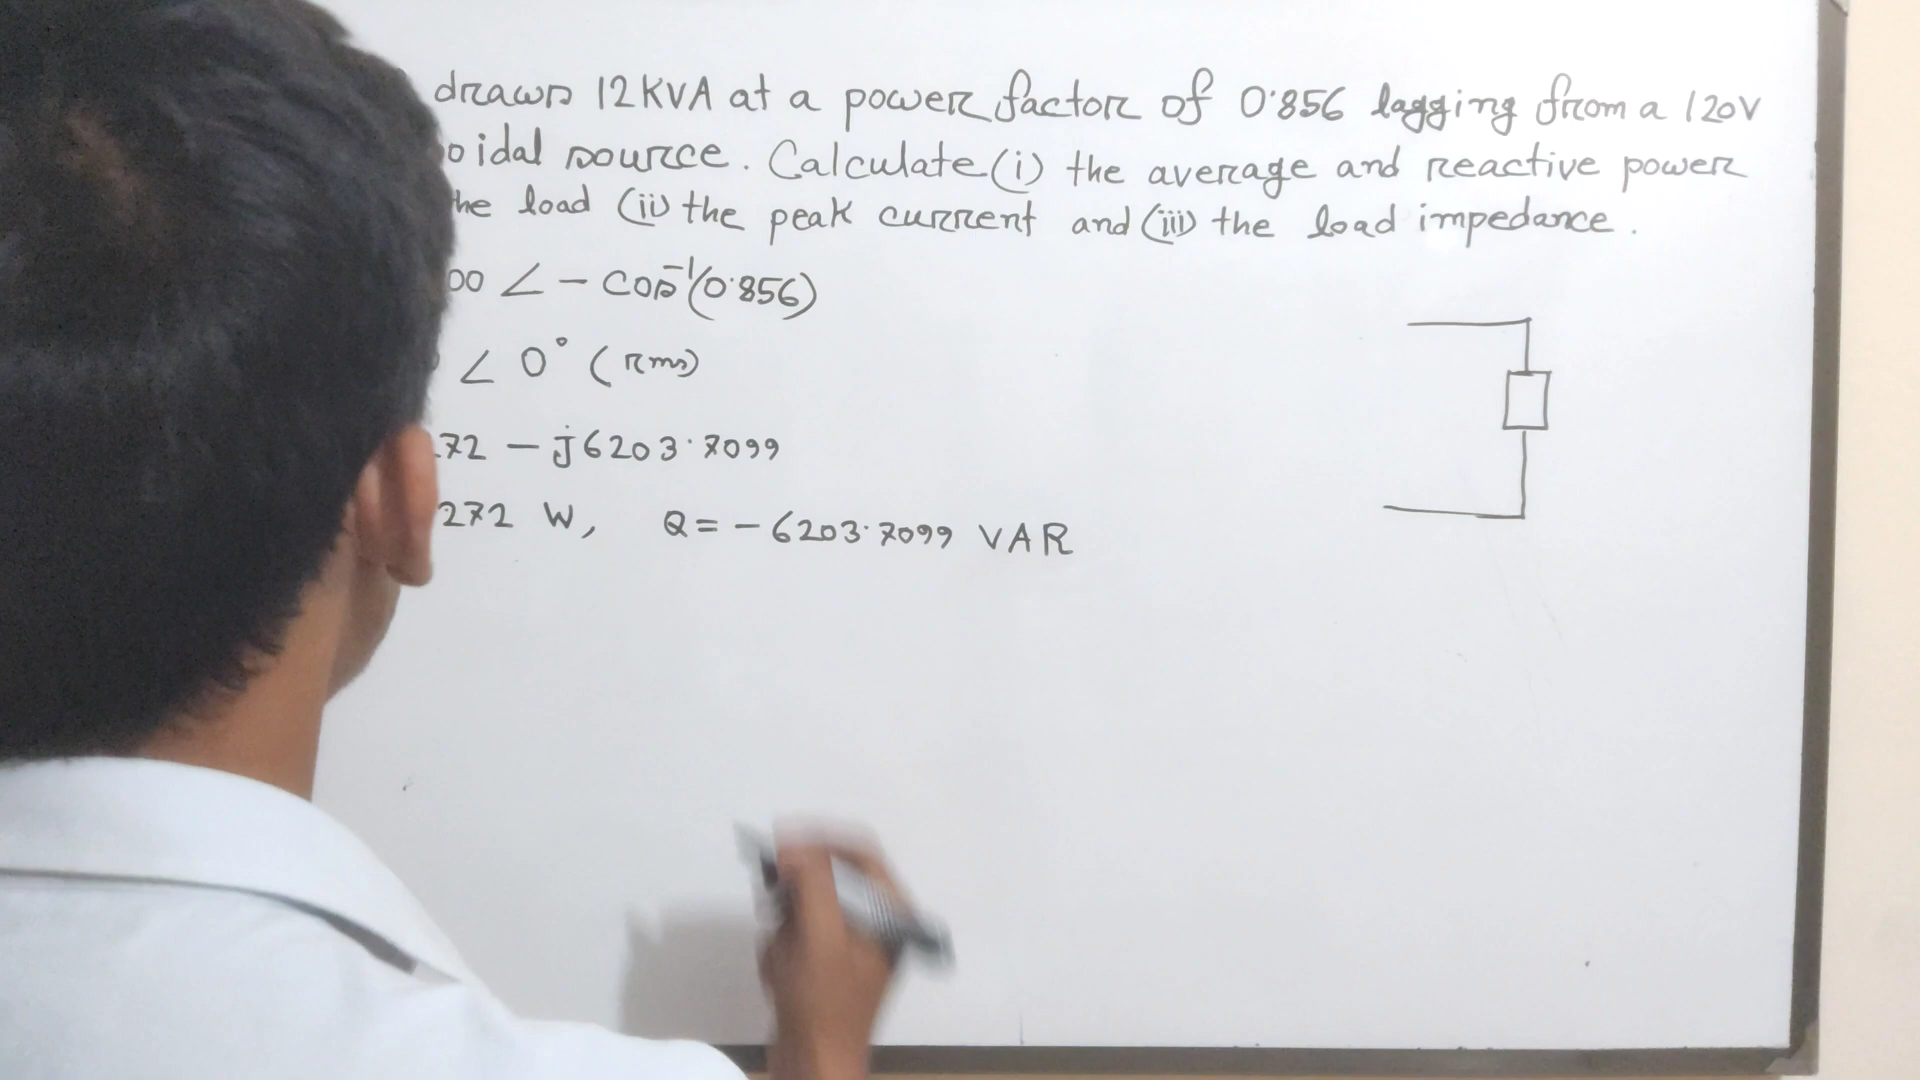 draws 12KVA at a power factor of 0.856 lagging from a 120V
oidal source. Calculate (i) the average and reactive power
the load (ii) the peak current and (iii) the load impedance.
00 ∠ - cos⁻¹(0.856)
∠ 0° (rms)
72 - j6203.7099
272 W, Q = - 6203.7099 VAR